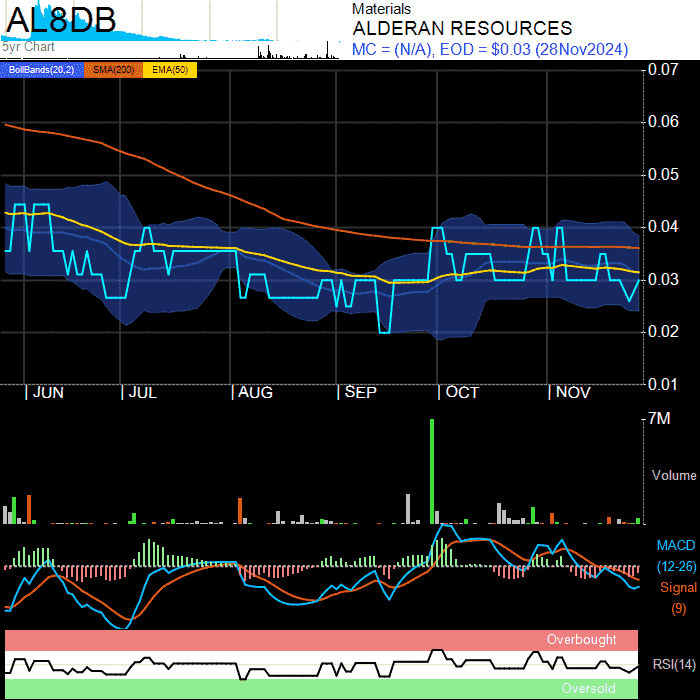 AL8DB
5yr Chart
Materials
ALDERAN RESOURCES
MC = (N/A), EOD = $0.03 (28Nov2024)
BollBands(20,2) SMA(200) EMA(50)
0.07
0.06
0.05
0.04
0.03
0.02
0.01
JUN JUL AUG SEP OCT NOV
7M
Volume
MACD
(12-26)
Signal
(9)
Overbought
RSI(14)
Oversold